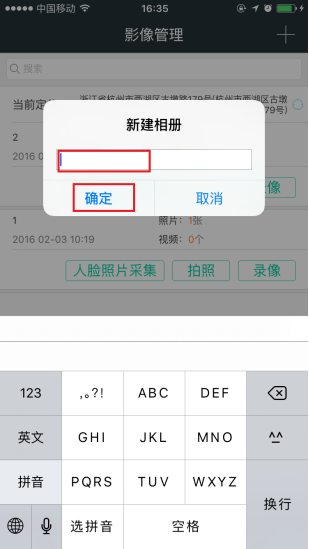 中国移动 16:35
影像管理
搜索
当前定 浙江省杭州市西湖区古墩路179号(杭州市西湖区古墩
79号)
新建相册
2
2016 0
确定 取消
录像
1 照片：1张
2016 02-03 10:19 视频：0个
人脸照片采集 拍照 录像
123 ,。?! ABC DEF
英文 GHI JKL MNO ^^
拼音 PQRS TUV WXYZ 换行
选拼音 空格